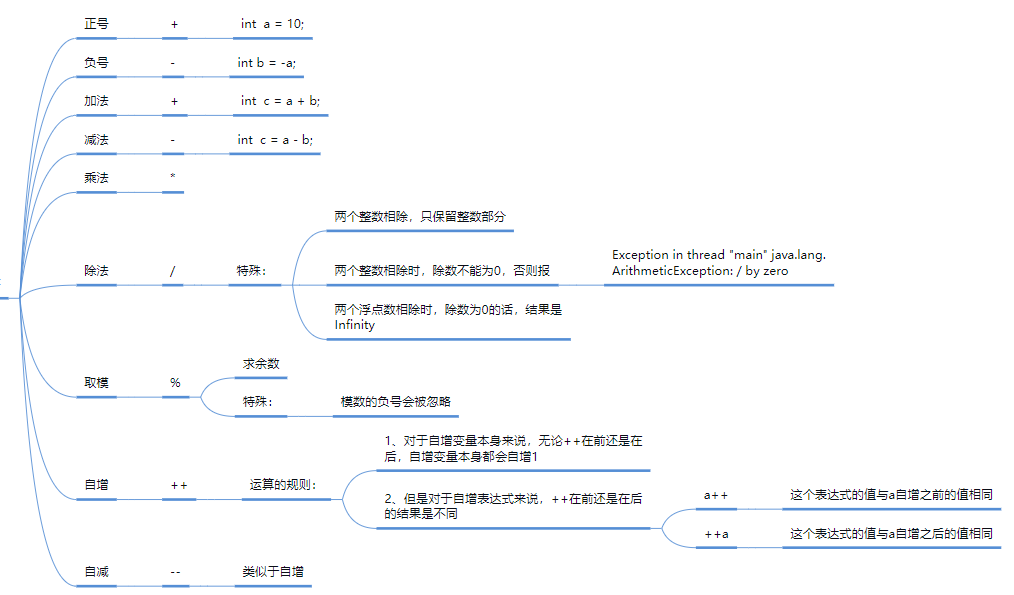 正号 + int a = 10;
负号 - int b = -a;
加法 + int c = a + b;
减法 - int c = a - b;
乘法 *
除法 / 特殊：
两个整数相除，只保留整数部分
两个整数相除时，除数不能为0，否则报
Exception in thread "main" java.lang.
ArithmeticException: / by zero
两个浮点数相除时，除数为0的话，结果是
Infinity
取模 %
求余数
特殊： 模数的负号会被忽略
自增 ++ 运算的规则：
1、对于自增变量本身来说，无论++在前还是在
后，自增变量本身都会自增1
2、但是对于自增表达式来说，++在前还是在后
的结果是不同
a++ 这个表达式的值与a自增之前的值相同
++a 这个表达式的值与a自增之后的值相同
自减 -- 类似于自增